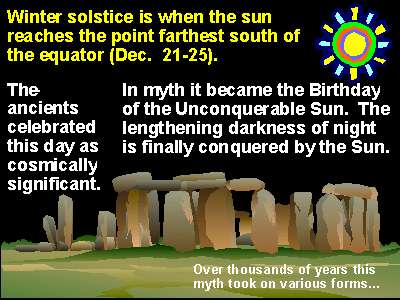 Winter solstice is when the sun
reaches the point farthest south of
the equator (Dec.  21-25).
The
ancients
celebrated
this day as
cosmically
significant.
In myth it became the Birthday
of the Unconquerable Sun.  The
lengthening darkness of night
is finally conquered by the Sun.
Over thousands of years this
myth took on various forms...